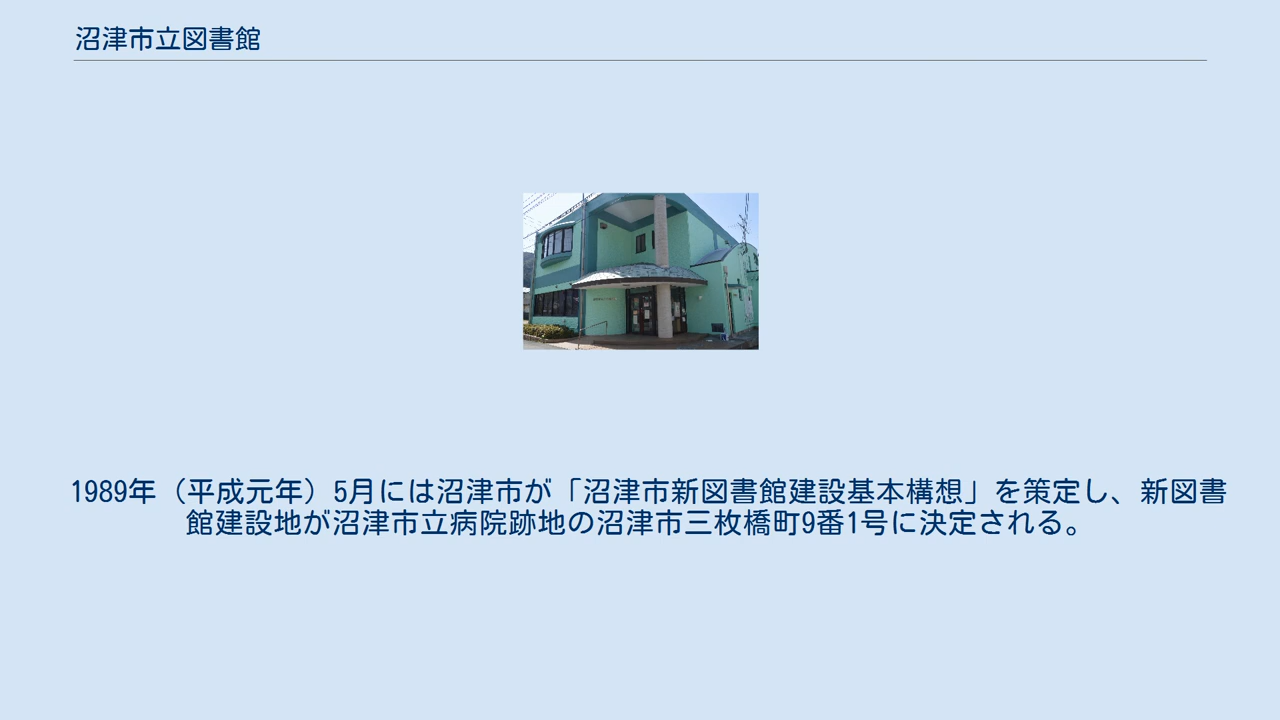 沼津市立図書館
1989年（平成元年）5月には沼津市が「沼津市新図書館建設基本構想」を策定し、新図書
館建設地が沼津市立病院跡地の沼津市三枚橋町9番1号に決定される。